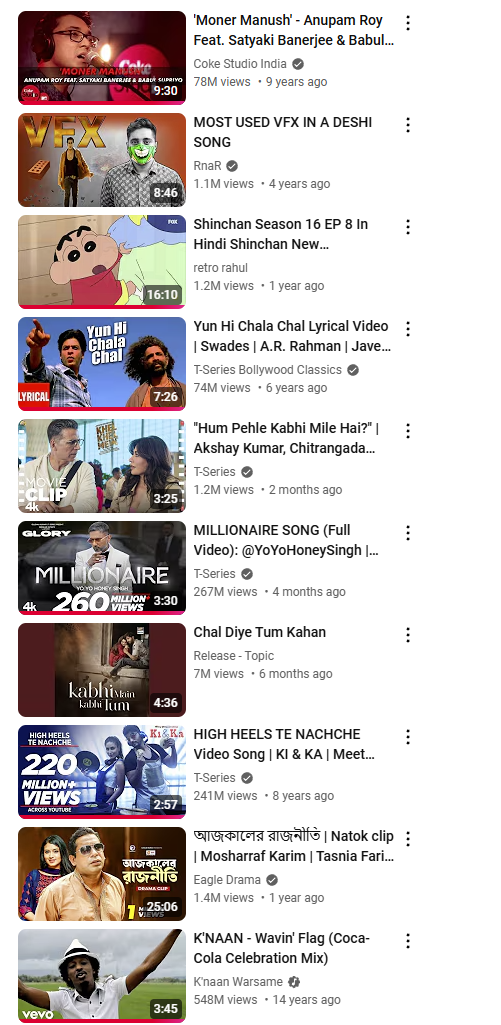 'MONER MANUSH'
ANUPAM ROY FEAT. SATYAKI BANERJEE & BABUL SUPRIYO
Coke
9:30
'Moner Manush' - Anupam Roy
Feat. Satyaki Banerjee & Babul...
Coke Studio India
78M views • 9 years ago
VFX
8:46
MOST USED VFX IN A DESHI
SONG
RnaR
1.1M views • 4 years ago
FOX
16:10
Shinchan Season 16 EP 8 In
Hindi Shinchan New...
retro rahul
1.2M views • 1 year ago
Yun Hi
Chala
Chal
LYRICAL
7:26
Yun Hi Chala Chal Lyrical Video
| Swades | A.R. Rahman | Jave...
T-Series Bollywood Classics
74M views • 6 years ago
KHEL KHEL MEIN
MOVIE
CLIP
4k
3:25
"Hum Pehle Kabhi Mile Hai?" |
Akshay Kumar, Chitrangada...
T-Series
1.2M views • 2 months ago
GLORY
MILLIONAIRE
YO YO HONEY SINGH
4k
260 MILLION+
VIEWS
3:30
MILLIONAIRE SONG (Full
Video): @YoYoHoneySingh |...
T-Series
267M views • 4 months ago
kabhi Main
kabhi Tum
4:36
Chal Diye Tum Kahan
Release - Topic
7M views • 6 months ago
HIGH HEELS
TE NACHCHE
Ki & Ka
220
MILLION+
VIEWS
ACROSS YOUTUBE
2:57
HIGH HEELS TE NACHCHE
Video Song | KI & KA | Meet...
T-Series
241M views • 8 years ago
আজকালের
রাজনীতি
DRAMA CLIP
1 MILLION
VIEWS
25:06
আজকালের রাজনীতি | Natok clip
| Mosharraf Karim | Tasnia Fari...
Eagle Drama
1.4M views • 1 year ago
vevo
3:45
K'NAAN - Wavin' Flag (Coca-
Cola Celebration Mix)
K'naan Warsame
548M views • 14 years ago